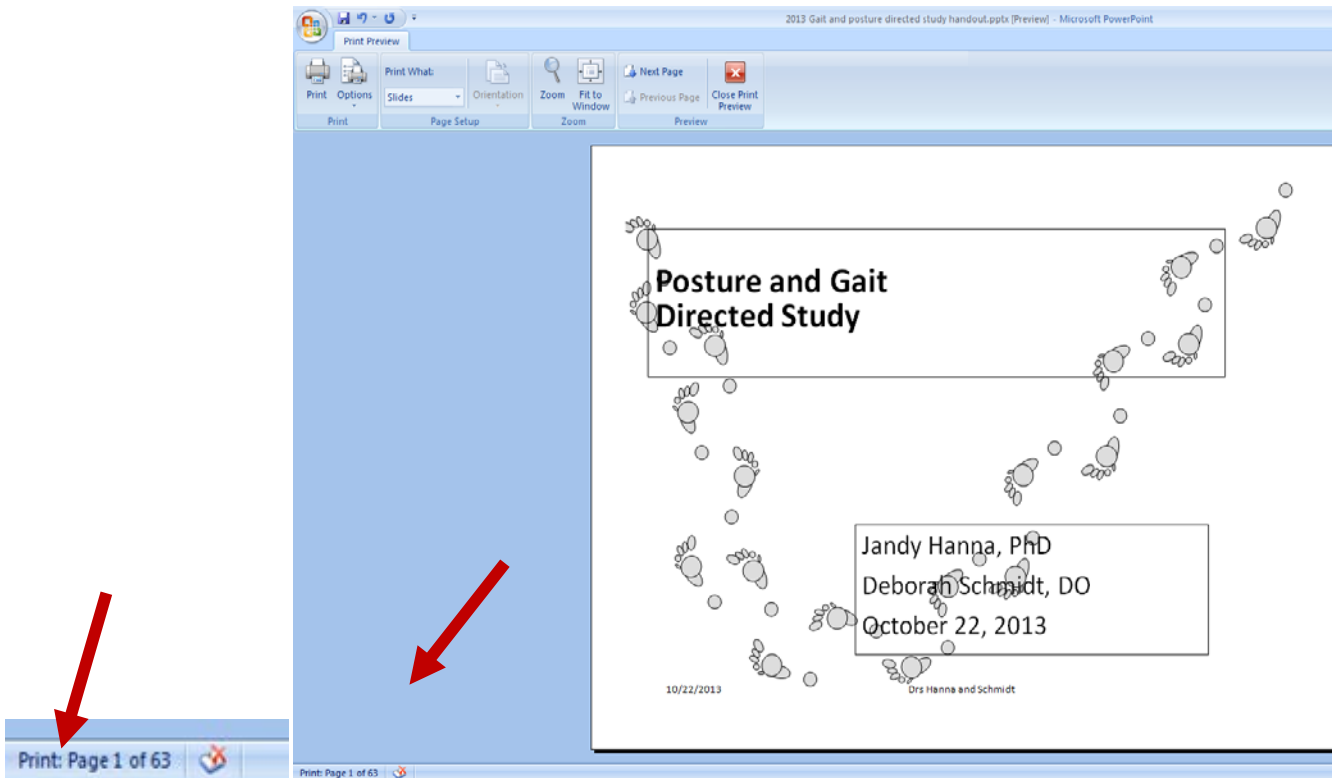 2013 Gait and posture directed study handout.pptx [Preview] - Microsoft PowerPoint
Print Preview
Print What:
Next Page
Print Options Slides Orientation Zoom Fit to Window Previous Page Close Print Preview
Print Page Setup Zoom Preview
Posture and Gait
Directed Study
Jandy Hanna, PhD
Deborah Schmidt, DO
October 22, 2013
10/22/2013 Drs Hanna and Schmidt
Print: Page 1 of 63
Print: Page 1 of 63